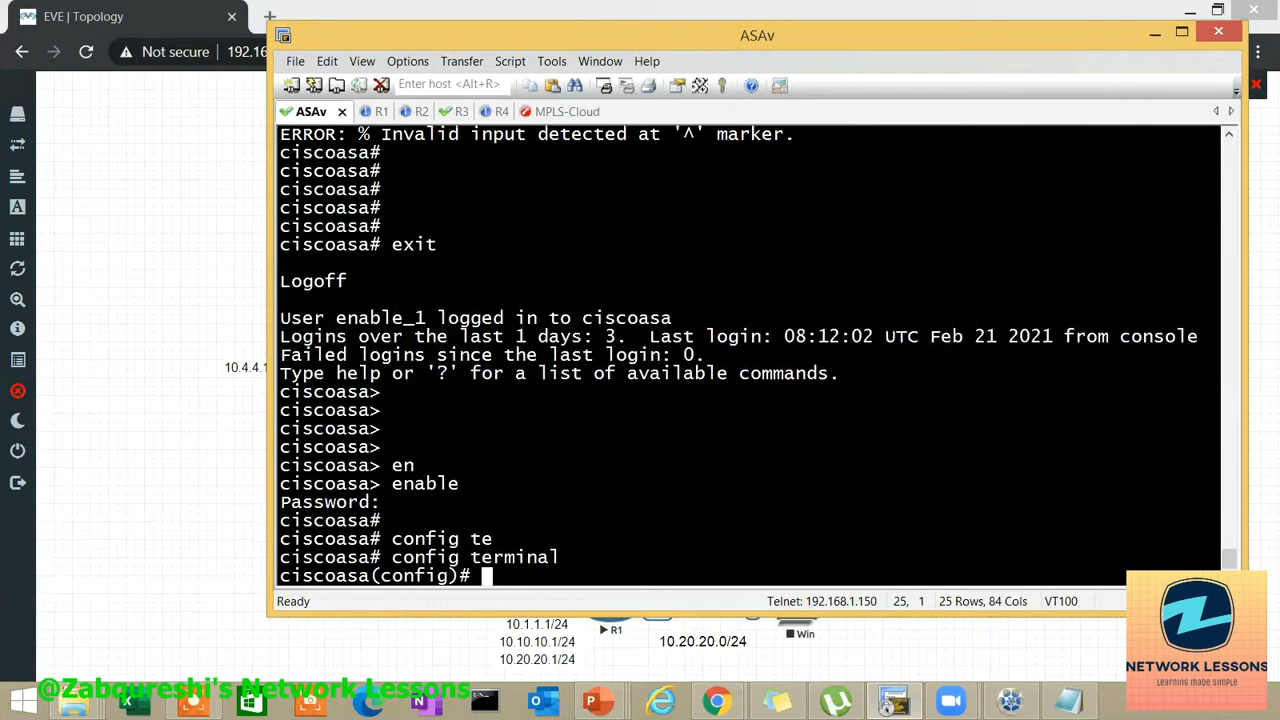 EVE | Topology
Not secure
192.16
ASAv
File Edit View Options Transfer Script Tools Window Help
Enter host <Alt+R>
ASAv R1 R2 R3 R4 MPLS-Cloud
ERROR: % Invalid input detected at '^' marker.
ciscoasa#
ciscoasa#
ciscoasa#
ciscoasa#
ciscoasa#
ciscoasa# exit
Logoff
User enable_1 logged in to ciscoasa
Logins over the last 1 days: 3.  Last login: 08:12:02 UTC Feb 21 2021 from console
Failed logins since the last login: 0.
Type help or '?' for a list of available commands.
ciscoasa>
ciscoasa>
ciscoasa>
ciscoasa>
ciscoasa> en
ciscoasa> enable
Password:
ciscoasa#
ciscoasa# config te
ciscoasa# config terminal
ciscoasa(config)#
Ready
Telnet: 192.168.1.150
25, 1
25 Rows, 84 Cols
VT100
10.4.4.1
10.1.1.1/24
10.10.10.1/24
10.20.20.1/24
R1
10.20.20.0/24
Win
NETWORK LESSONS
LEARNING MADE SIMPLE
@Zabqureshi's Network Lessons